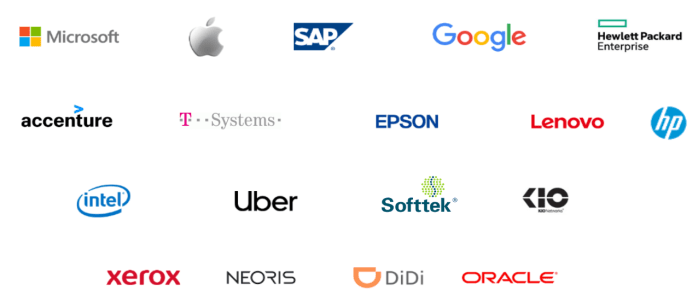 Microsoft
SAP
Google
Hewlett Packard
Enterprise
accenture
T · · Systems ·
EPSON
Lenovo
hp
intel
Uber
Softtek®
KIO
xerox
NEORIS
DiDi
ORACLE